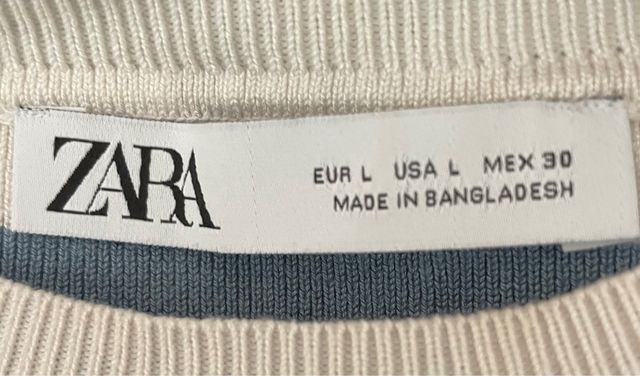 ZARA
EUR L USA L MEX 30
MADE IN BANGLADESH